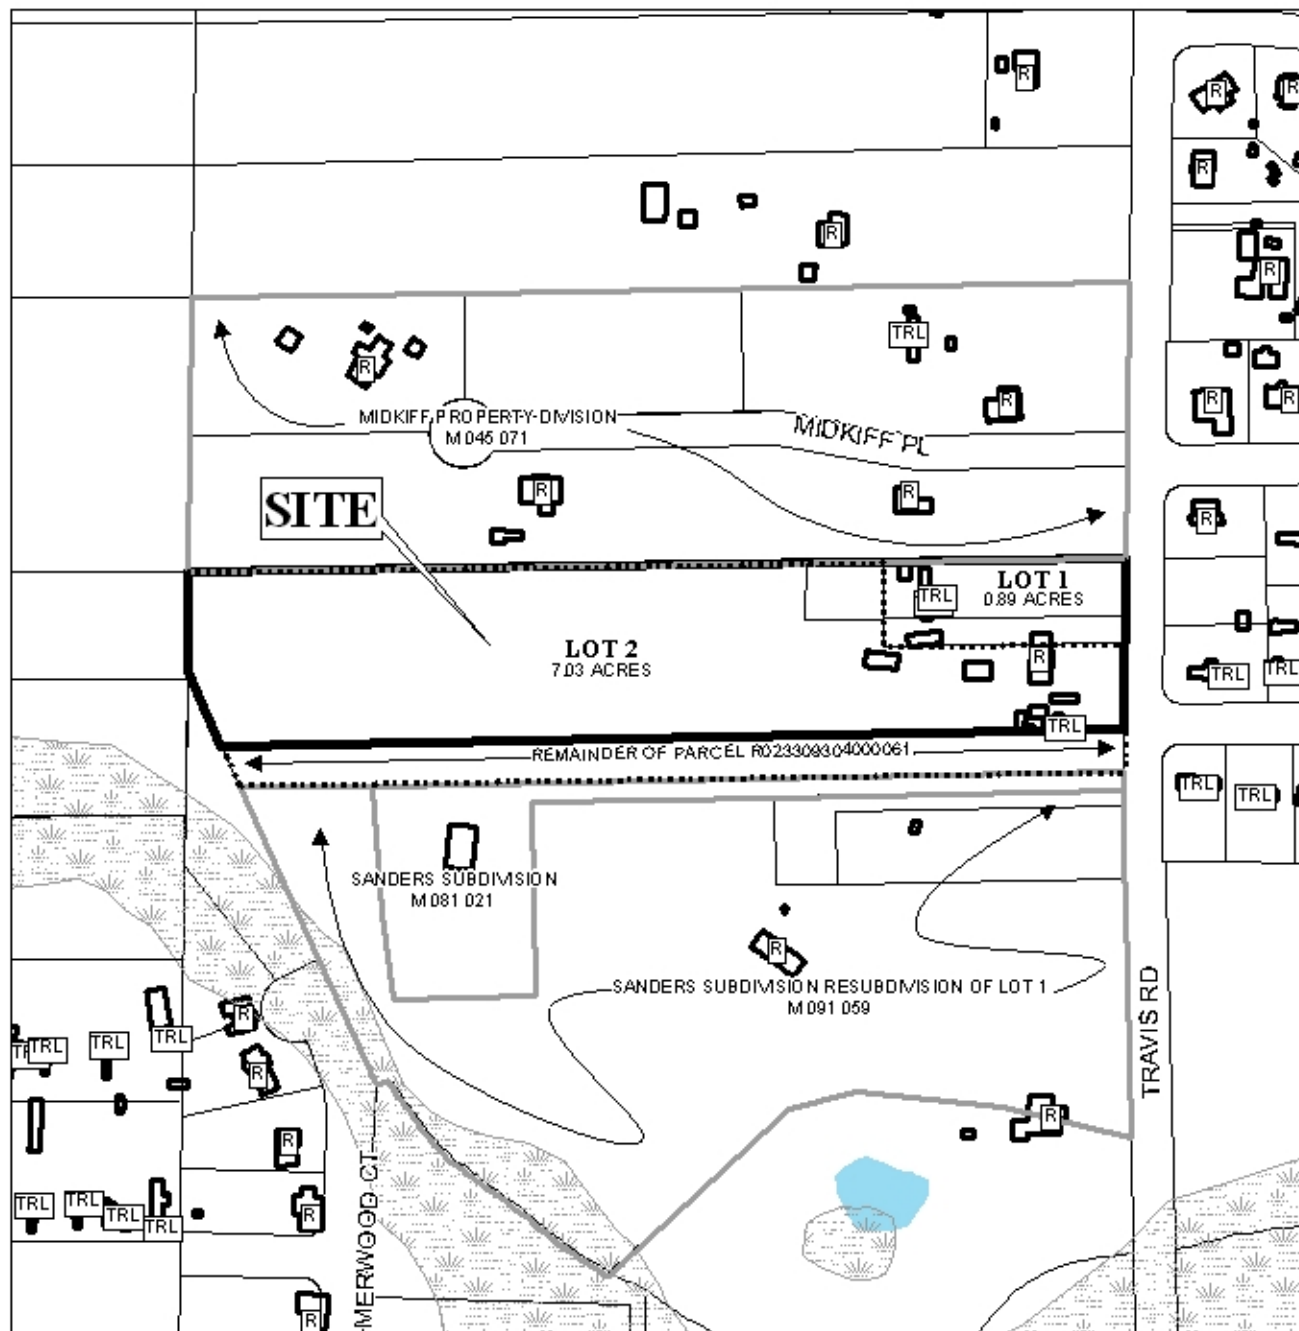 R
R
R
R
R
R
TRL
R
R
R
R
MIDKIFF PROPERTY DIVISION
M 045 071
MIDKIFF PL
SITE
R
R
R
TRL
LOT 1
0.89 ACRES
LOT 2
7.03 ACRES
R
TRL
TRL
TRL
REMAINDER OF PARCEL R023309304000061
TRL
TRL
SANDERS SUBDIVISION
M 081 021
R
SANDERS SUBDIVISION RESUBDIVISION OF LOT 1
M 091 059
TRAVIS RD
R
TRL
TRL
TRL
R
R
R
MERWOOD CT
TRL
TRL
TRL
TRL
R
R